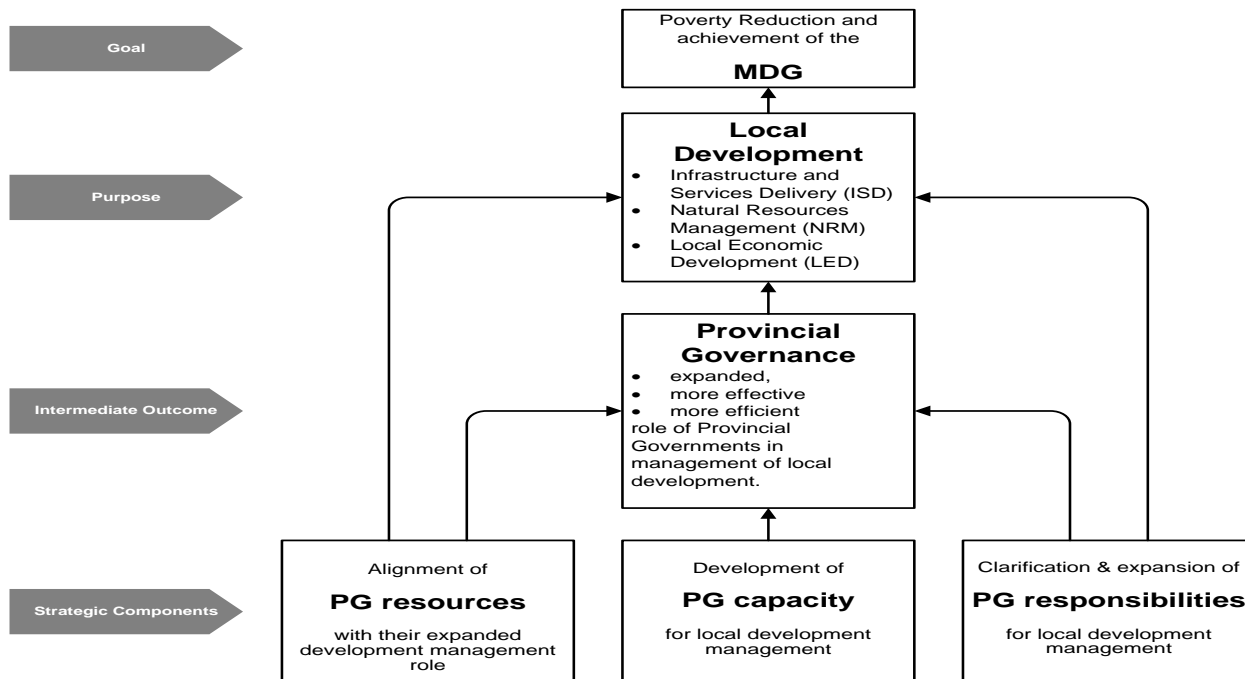 Goal
Poverty Reduction and
achievement of the
MDG
Purpose
Local
Development
• Infrastructure and
Services Delivery (ISD)
• Natural Resources
Management (NRM)
• Local Economic
Development (LED)
Intermediate Outcome
Provincial
Governance
• expanded,
• more effective
• more efficient
role of Provincial
Governments in
management of local
development.
Strategic Components
Alignment of
PG resources
with their expanded
development management
role
Development of
PG capacity
for local development
management
Clarification & expansion of
PG responsibilities
for local development
management